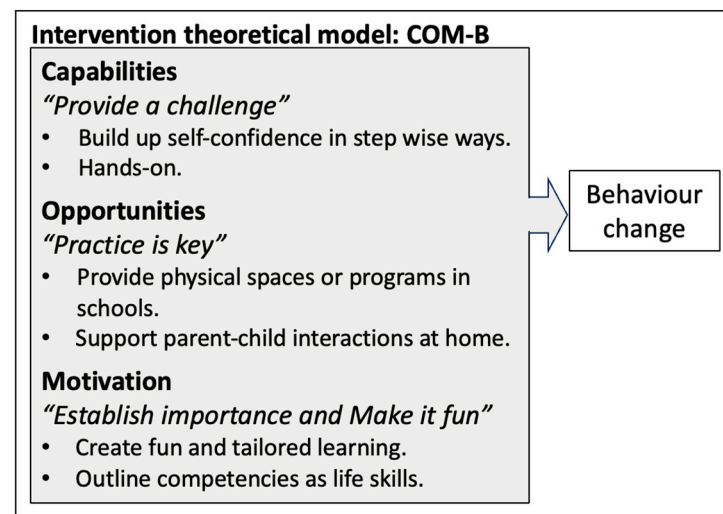 Intervention theoretical model: COM-B
Capabilities
“Provide a challenge”
• Build up self-confidence in step wise ways.
• Hands-on.
Opportunities
“Practice is key”
• Provide physical spaces or programs in
schools.
• Support parent-child interactions at home.
Motivation
“Establish importance and Make it fun”
• Create fun and tailored learning.
• Outline competencies as life skills.
Behaviour
change